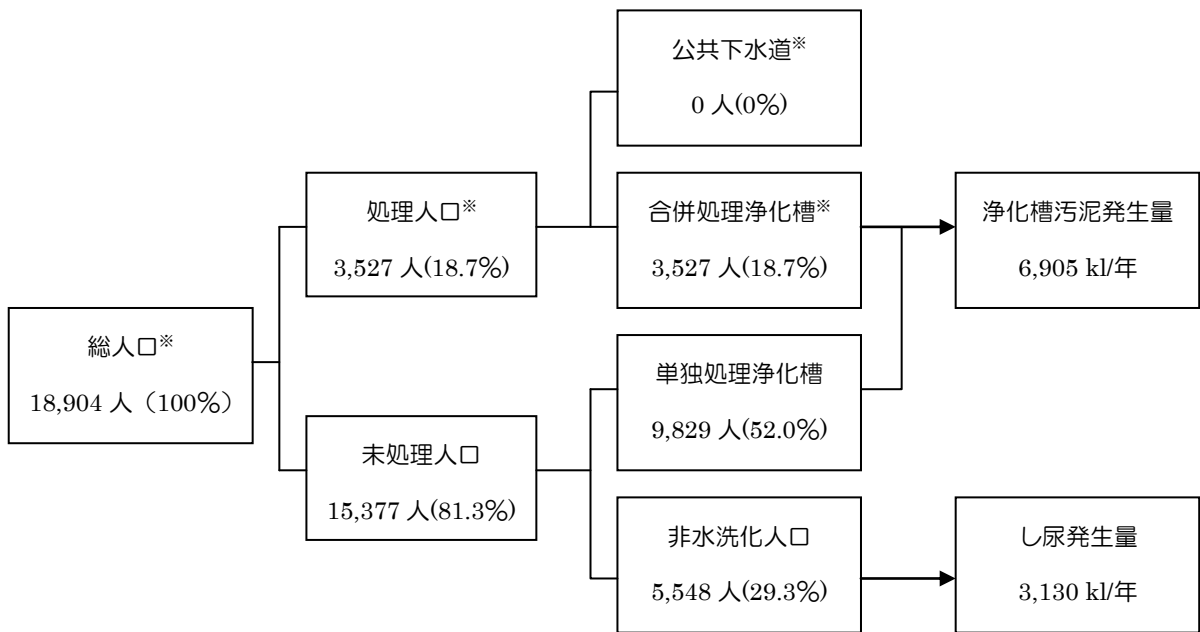 総人口※
18,904 人（100%）
処理人口※
3,527 人(18.7%)
未処理人口
15,377 人(81.3%)
公共下水道※
0 人(0%)
合併処理浄化槽※
3,527 人(18.7%)
単独処理浄化槽
9,829 人(52.0%)
非水洗化人口
5,548 人(29.3%)
浄化槽汚泥発生量
6,905 kl/年
し尿発生量
3,130 kl/年